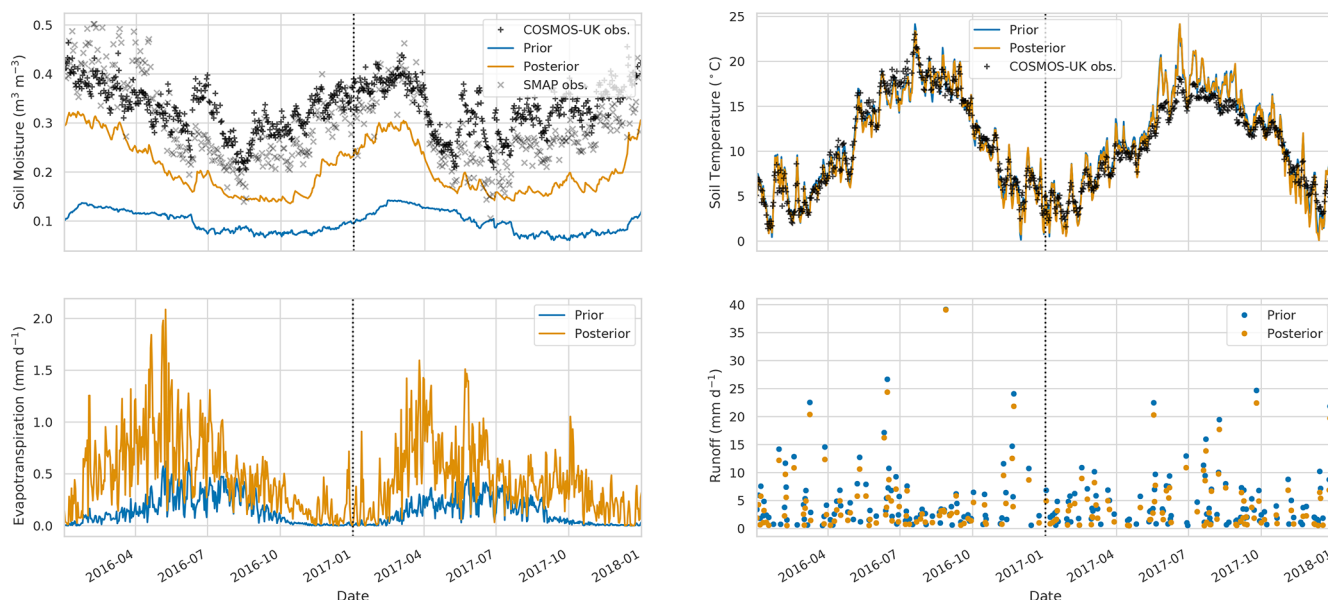 0.5
0.4
0.3
0.2
0.1
Soil Moisture (m³ m⁻³)
COSMOS-UK obs.
Prior
Posterior
SMAP obs.
25
20
15
10
5
0
Soil Temperature (°C)
Prior
Posterior
COSMOS-UK obs.
2.0
1.5
1.0
0.5
0.0
Evapotranspiration (mm d⁻¹)
Prior
Posterior
2016-04
2016-07
2016-10
2017-01
2017-04
2017-07
2017-10
2018-01
Date
40
35
30
25
20
15
10
5
0
Runoff (mm d⁻¹)
Prior
Posterior
2016-04
2016-07
2016-10
2017-01
2017-04
2017-07
2017-10
Date